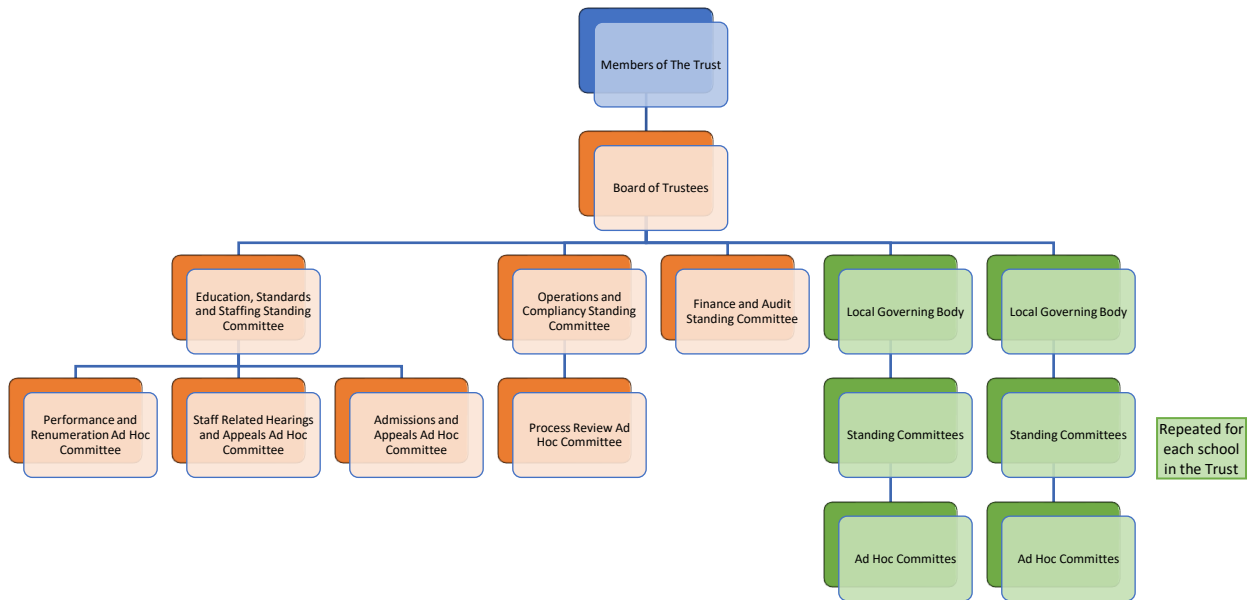 Members of The Trust
Board of Trustees
Education, Standards
and Staffing Standing
Committee
Operations and
Compliancy Standing
Committee
Finance and Audit
Standing Committee
Local Governing Body
Local Governing Body
Performance and
Renumeration Ad Hoc
Committee
Staff Related Hearings
and Appeals Ad Hoc
Committee
Admissions and
Appeals Ad Hoc
Committee
Process Review Ad
Hoc Committee
Standing Committees
Standing Committees
Repeated for
each school
in the Trust
Ad Hoc Committes
Ad Hoc Committes